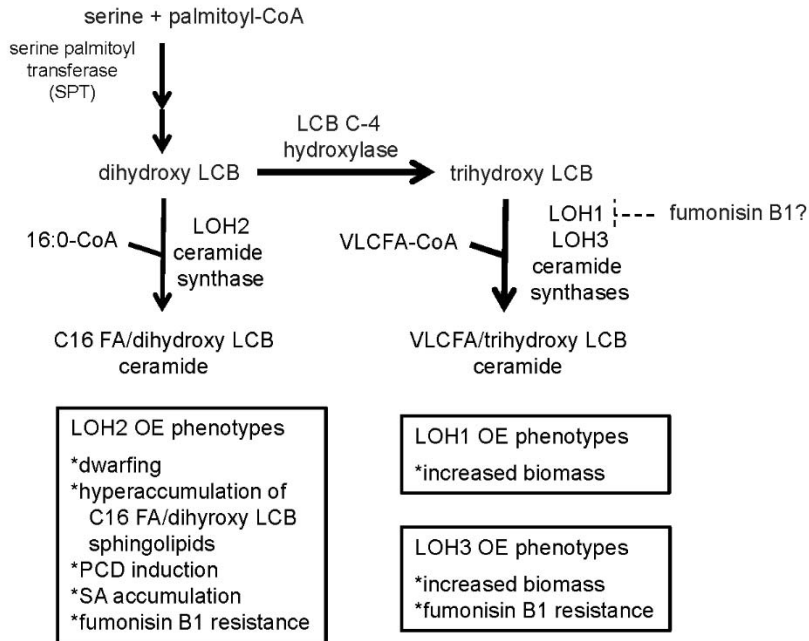 serine + palmitoyl-CoA
serine palmitoyl
transferase
(SPT)
LCB C-4
hydroxylase
dihydroxy LCB
trihydroxy LCB
16:0-CoA
LOH2
ceramide
synthase
VLCFA-CoA
LOH1
LOH3
ceramide
synthases
fumonisin B1?
C16 FA/dihydroxy LCB
ceramide
VLCFA/trihydroxy LCB
ceramide
LOH2 OE phenotypes
*dwarfing
*hyperaccumulation of
C16 FA/dihyroxy LCB
sphingolipids
*PCD induction
*SA accumulation
*fumonisin B1 resistance
LOH1 OE phenotypes
*increased biomass
LOH3 OE phenotypes
*increased biomass
*fumonisin B1 resistance